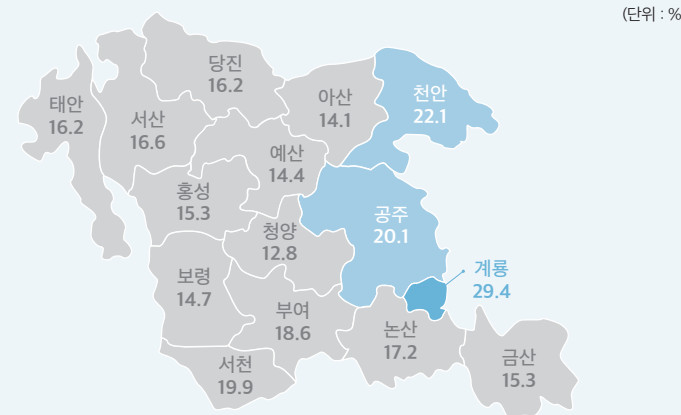 (단위 : %
당진
16.2
태안
16.2
서산
16.6
아산
14.1
천안
22.1
예산
14.4
홍성
15.3
공주
20.1
청양
12.8
보령
14.7
계룡
29.4
부여
18.6
논산
17.2
서천
19.9
금산
15.3